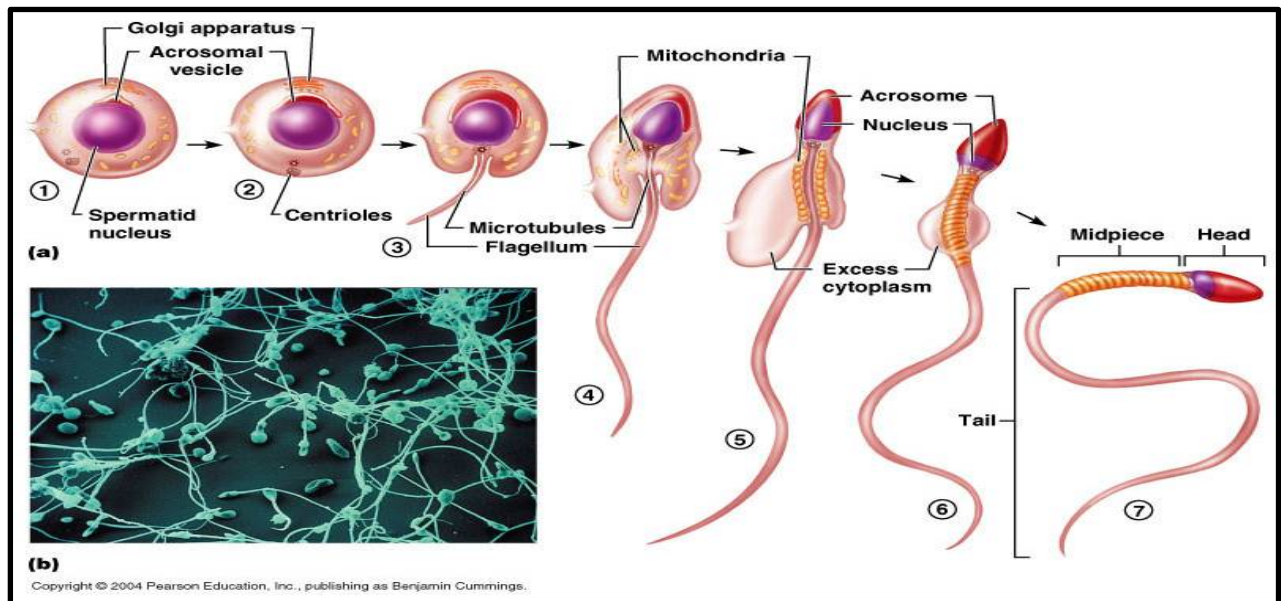 Golgi apparatus
Acrosomal
vesicle
Mitochondria
Acrosome
Nucleus
1
2
Spermatid
nucleus
Centrioles
3
Microtubules
Flagellum
(a)
Excess
cytoplasm
Midpiece
Head
4
5
Tail
6
7
(b)
Copyright © 2004 Pearson Education, Inc., publishing as Benjamin Cummings.